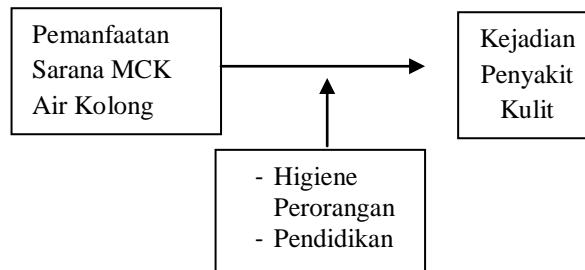 Pemanfaatan
Sarana MCK
Air Kolong
Kejadian
Penyakit
Kulit
- Higiene
Perorangan
- Pendidikan